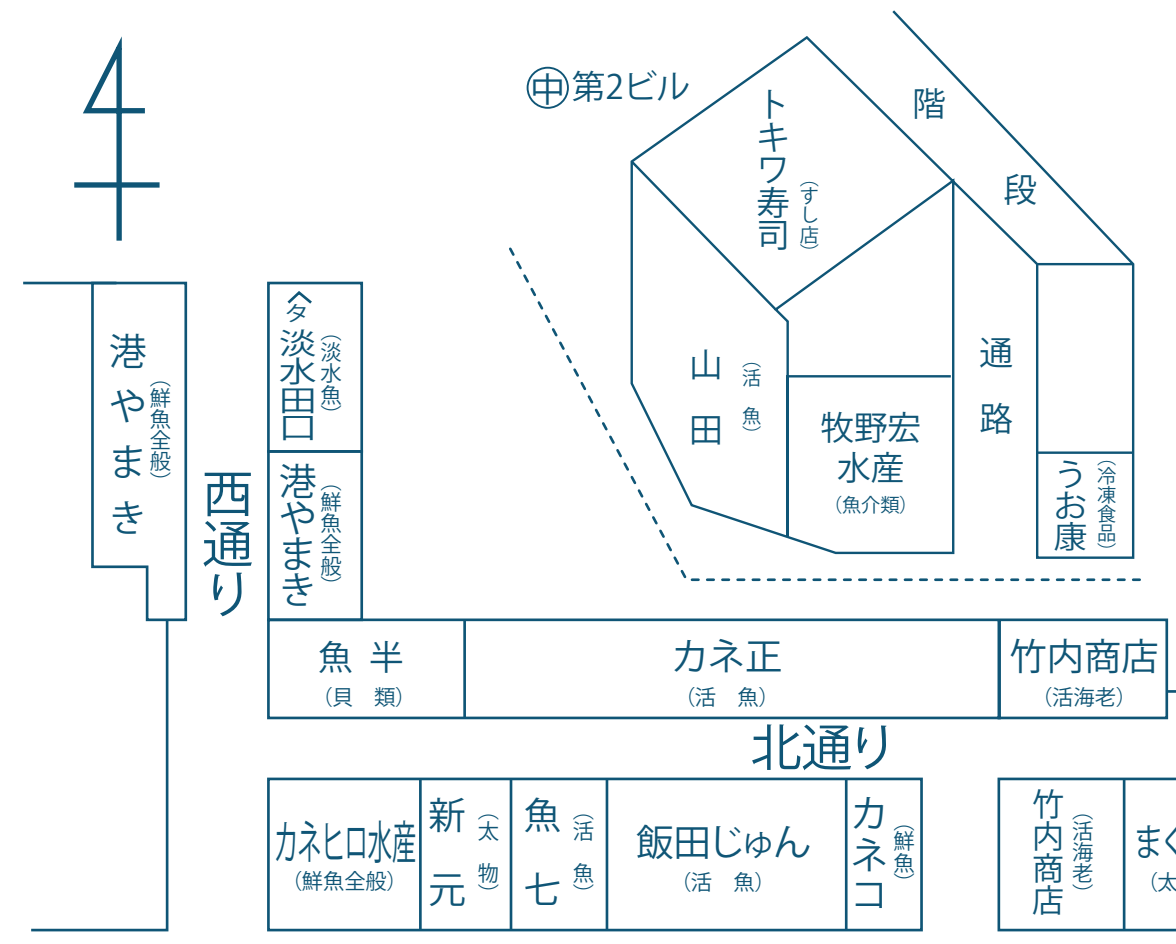 ㊥第2ビル
トキワ寿司
(すし店)
階段
山田
(活 魚)
牧野宏
水産
(魚介類)
通路
うお康
(冷凍食品)
港やまき
(鮮魚全般)
西通り
タ
淡水田口
(淡水魚)
港やまき
(鮮魚全般)
魚半
(貝 類)
カネ正
(活 魚)
竹内商店
(活海老)
北通り
カネヒロ水産
(鮮魚全般)
新元
(太 物)
魚七
(活 魚)
飯田じゅん
(活 魚)
カネコ
(鮮魚)
竹内商店
(活海老)
ま
(太